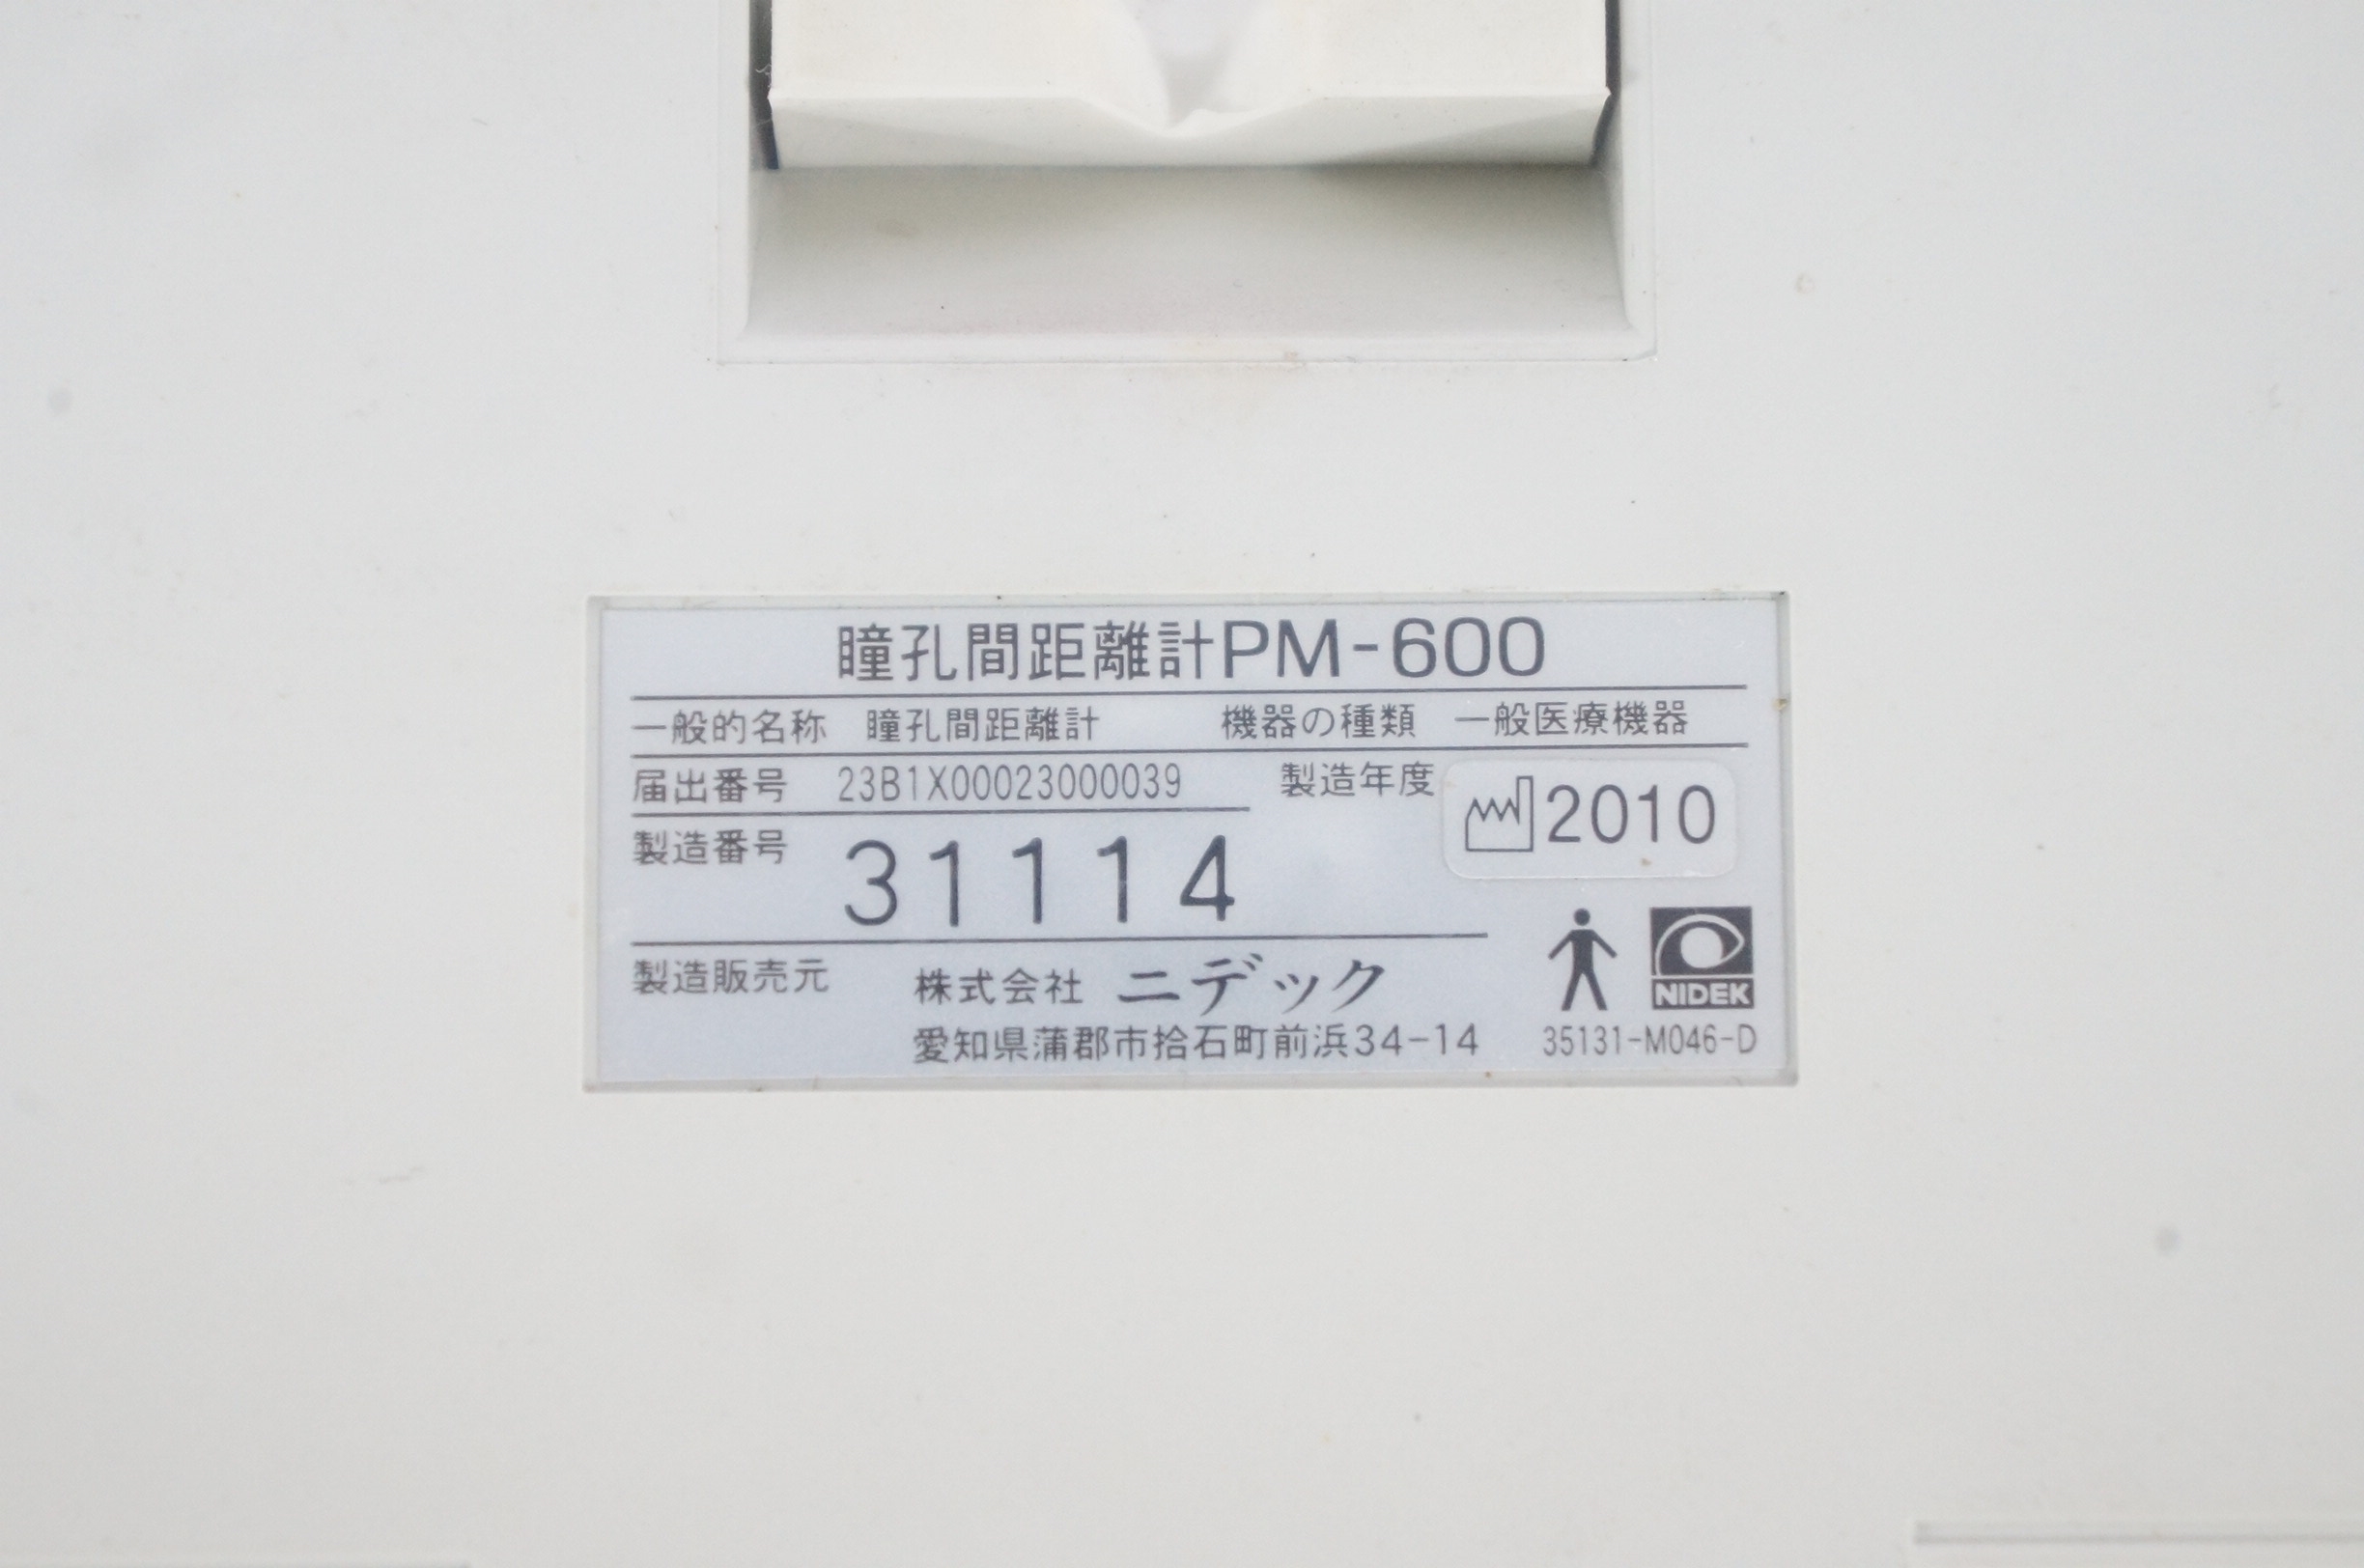 瞳孔間距離計PM-600
一般的名称 瞳孔間距離計 機器の種類 一般医療機器
届出番号 23B1X00023000039 製造年度 2010
製造番号 31114
製造販売元 株式会社 ニデック
NIDEK
愛知県蒲郡市拾石町前浜34-14 35131-M046-D